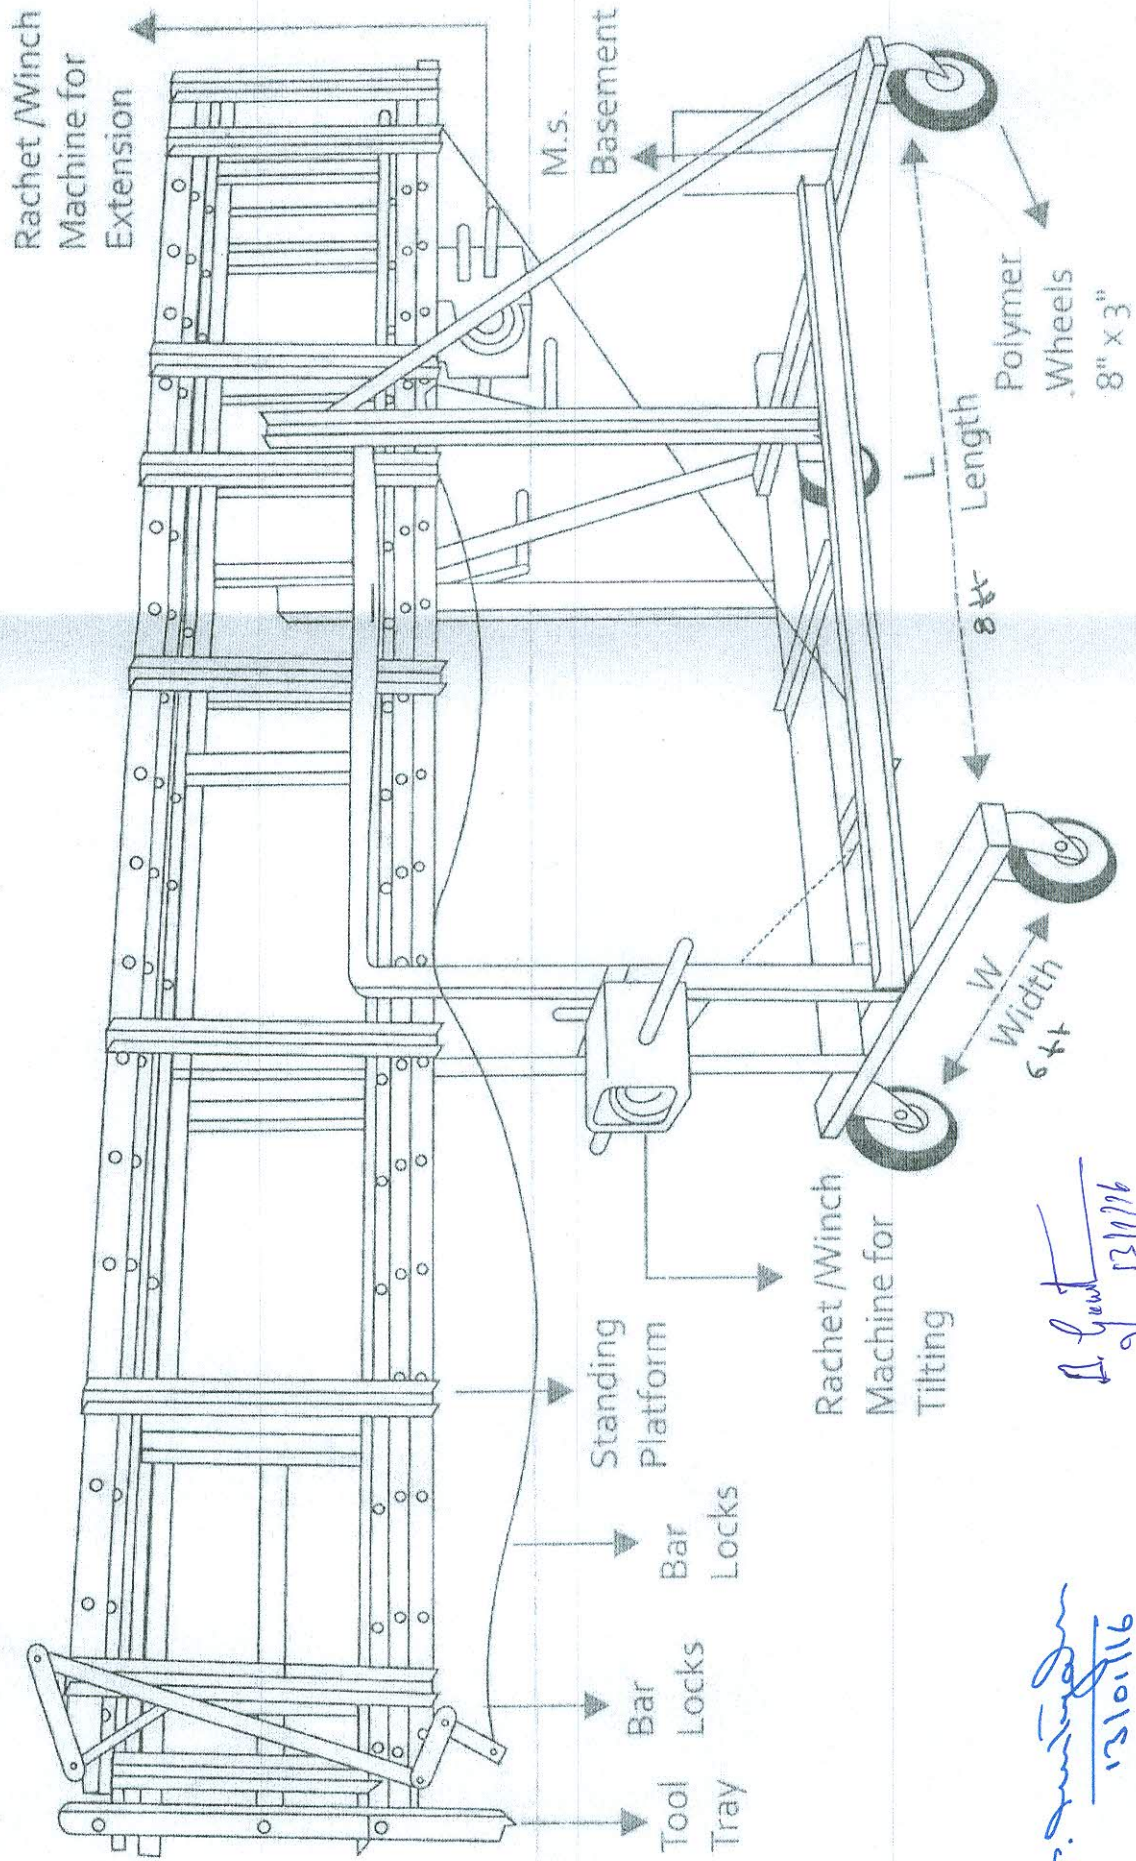 Rachet /Winch
Machine for
Extension
M.s.
Basement
Polymer
Wheels
8" x 3"
L
Length
8 ft
W
Width
6 ft
Rachet /Winch
Machine for
Tilting
Standing
Platform
Bar
Locks
Bar
Locks
Tool
Tray
13/01/16